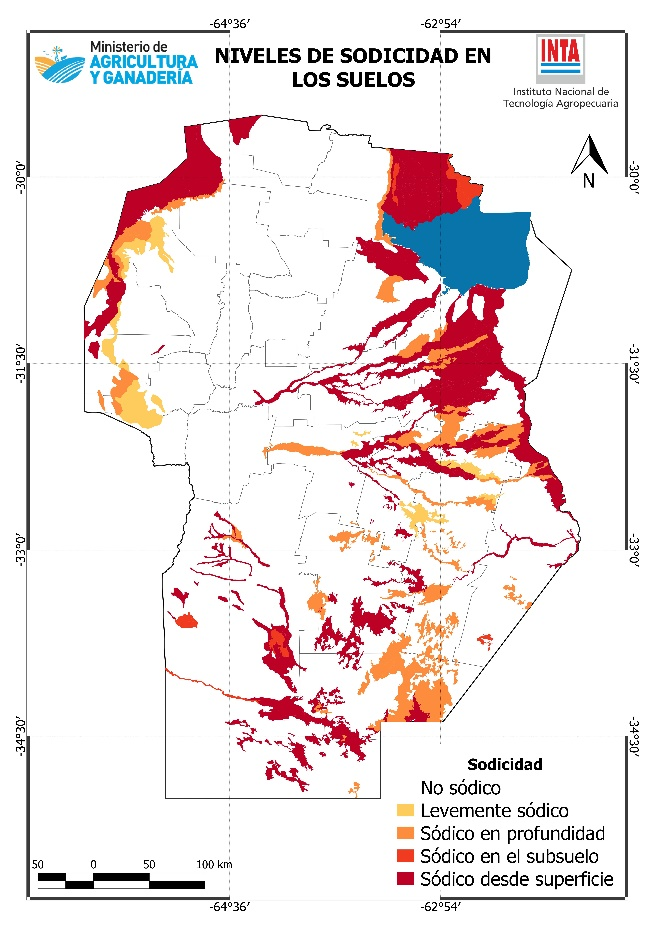 -64°36′ -62°54′
Ministerio de
AGRICULTURA
Y GANADERÍA
NIVELES DE SODICIDAD EN
LOS SUELOS
INTA
Instituto Nacional de
Tecnología Agropecuaria
-30°0′ -30°0′
N
-31°30′ -31°30′
-33°0′ -33°0′
-34°30′ -34°30′
Sodicidad
No sódico
Levemente sódico
Sódico en profundidad
Sódico en el subsuelo
Sódico desde superficie
50 0 50 100 km
-64°36′ -62°54′